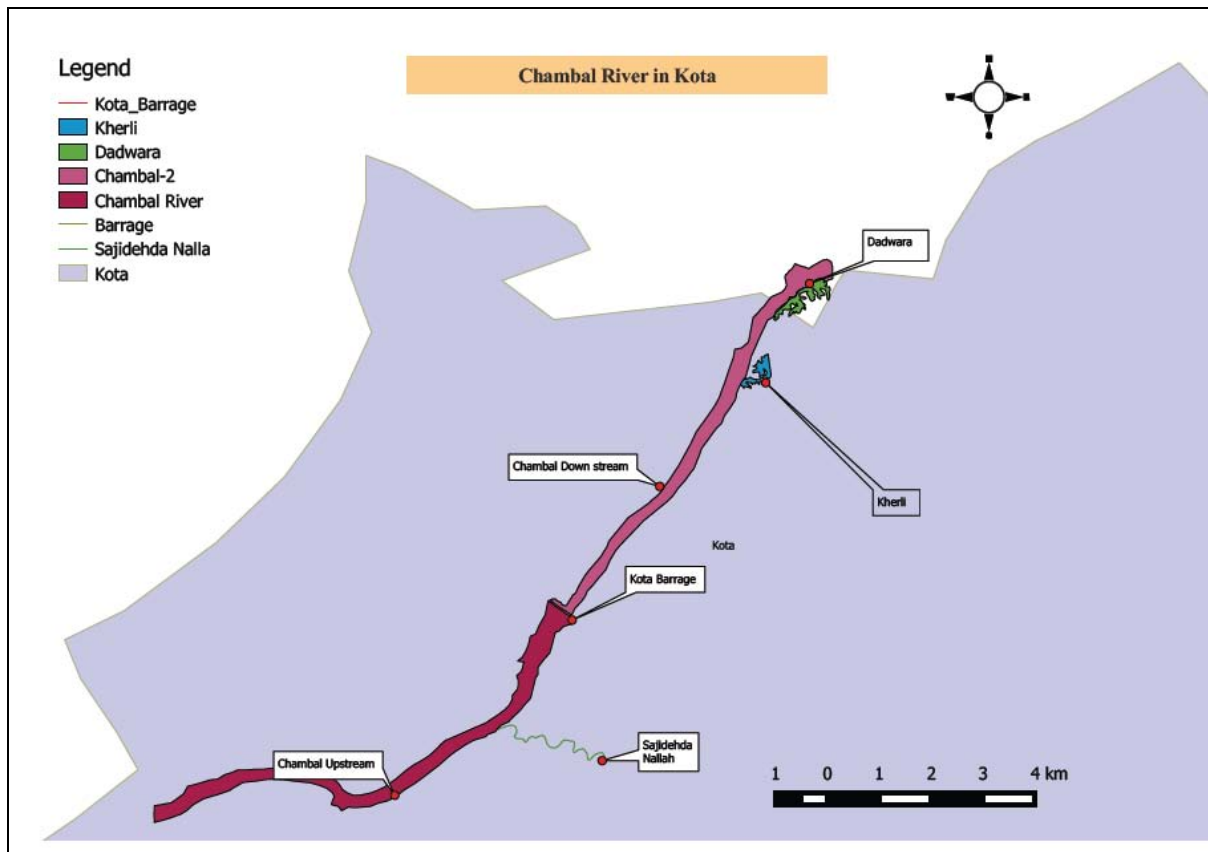 Chambal River in Kota
Legend
Kota_Barrage
Kherli
Dadwara
Chambal-2
Chambal River
Barrage
Sajidehda Nalla
Kota
Dadwara
Chambal Down stream
Kherli
Kota
Kota Barrage
Sajidehda
Nallah
Chambal Upstream
1 0 1 2 3 4 km